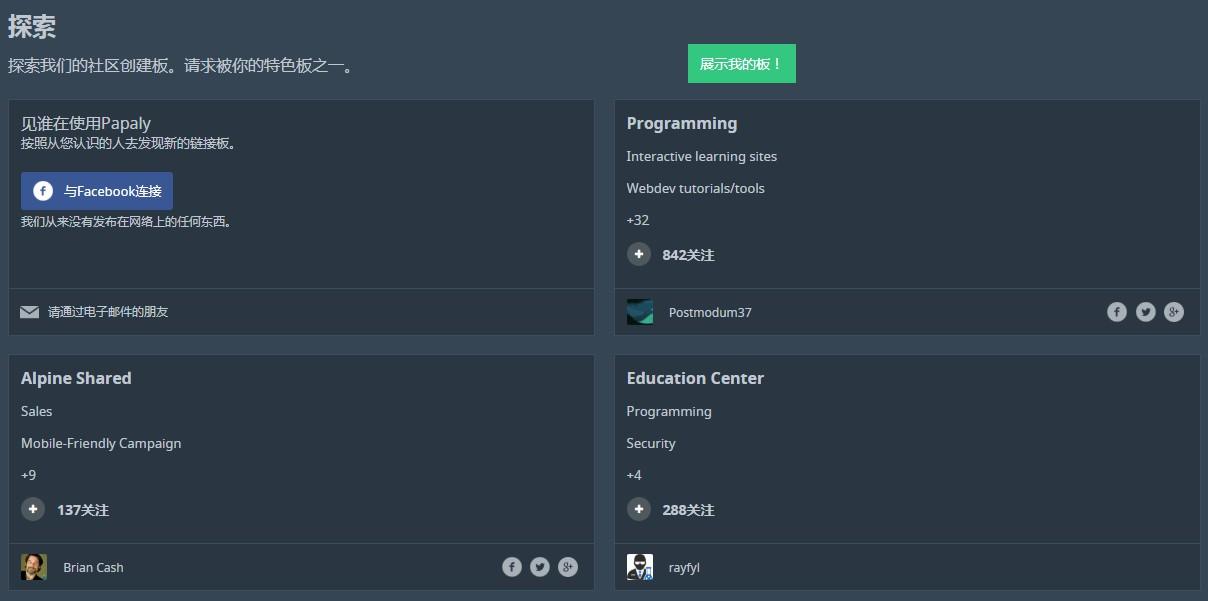 探索
探索我们的社区创建板。请求被你的特色板之一。
展示我的板！
见谁在使用Papaly
按照从您认识的人去发现新的链接板。
与Facebook连接
我们从来没有发布在网络上的任何东西。
请通过电子邮件的朋友
Programming
Interactive learning sites
Webdev tutorials/tools
+32
842关注
Postmodum37
Alpine Shared
Sales
Mobile-Friendly Campaign
+9
137关注
Brian Cash
Education Center
Programming
Security
+4
288关注
rayfyl